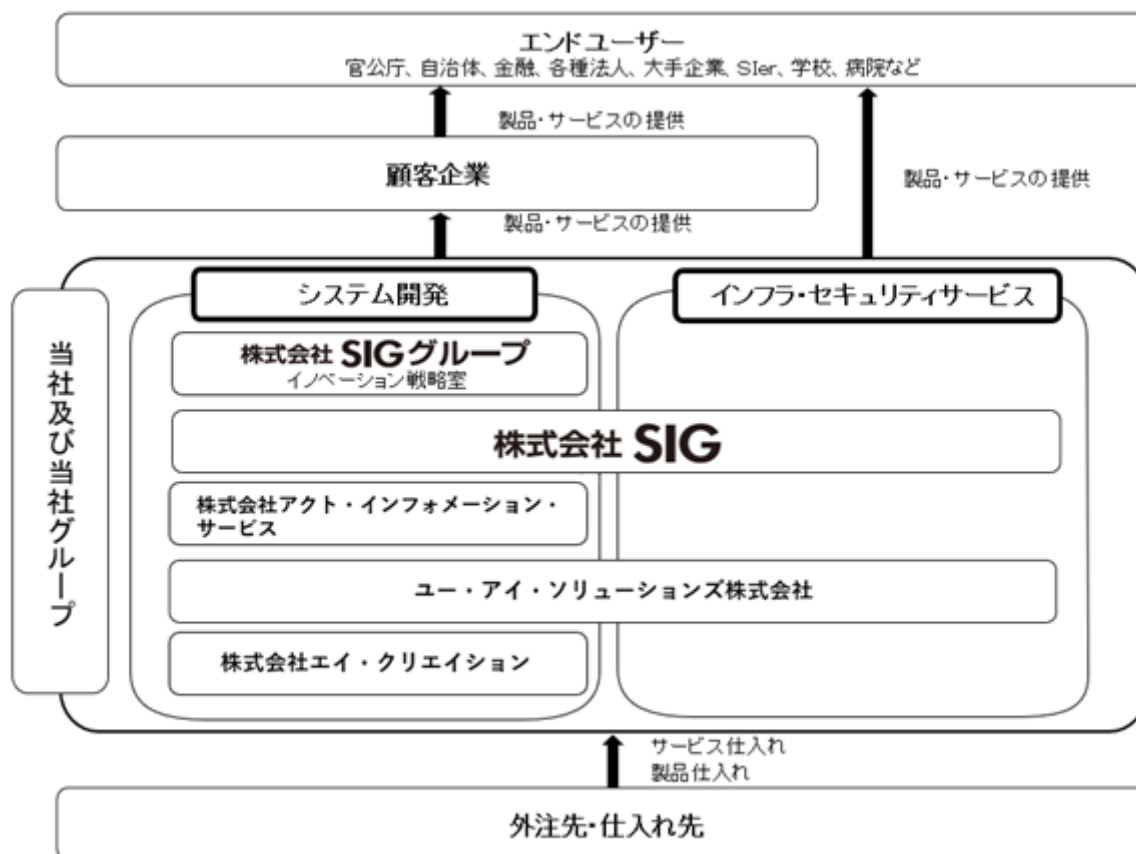 エンドユーザー
官公庁、自治体、金融、各種法人、大手企業、SIer、学校、病院など
製品・サービスの提供
顧客企業
製品・サービスの提供
製品・サービスの提供
システム開発
インフラ・セキュリティサービス
当社及び当社グループ
株式会社 SIGグループ
イノベーション戦略室
株式会社 SIG
株式会社アクト・インフォメーション・
サービス
ユー・アイ・ソリューションズ株式会社
株式会社エイ・クリエイション
サービス仕入れ
製品仕入れ
外注先・仕入れ先